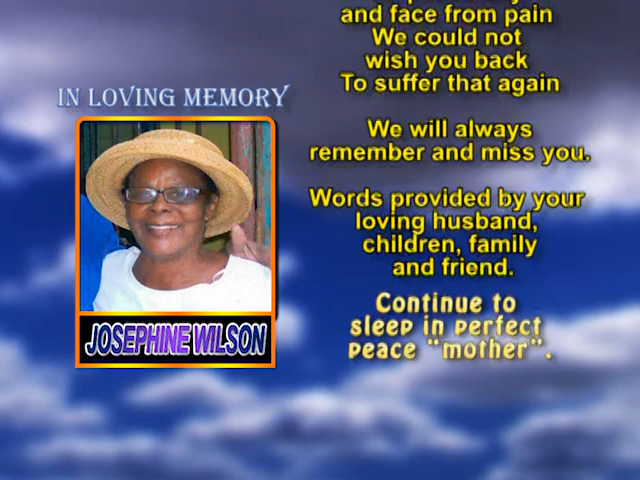 and face from pain
We could not
wish you back
To suffer that again
IN LOVING MEMORY
We will always
remember and miss you.
Words provided by your
loving husband,
children, family
and friend.
Continue to
sleep in perfect
peace "mother".
JOSEPHINE WILSON